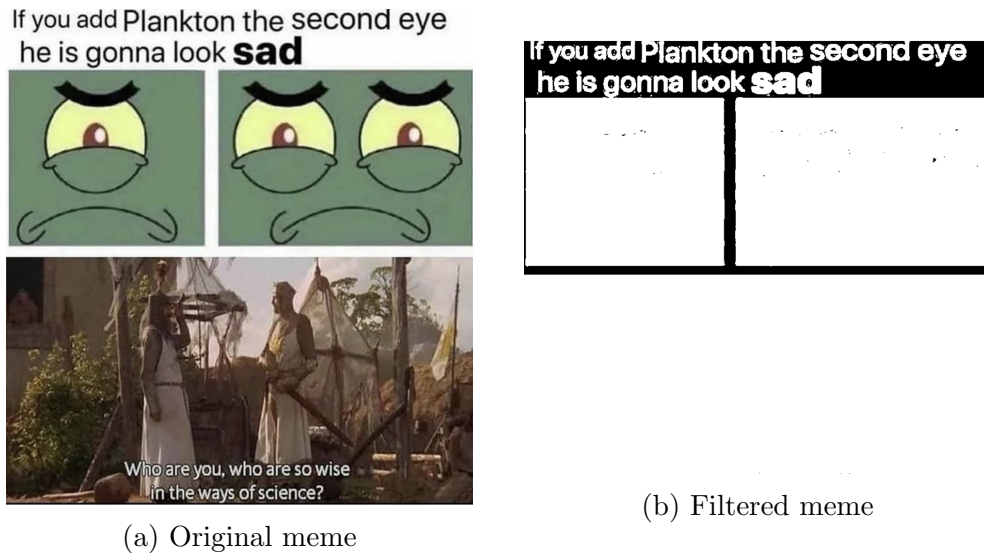 If you add Plankton the second eye
he is gonna look sad
Who are you, who are so wise
in the ways of science?
(a) Original meme
If you add Plankton the second eye
he is gonna look sad
(b) Filtered meme